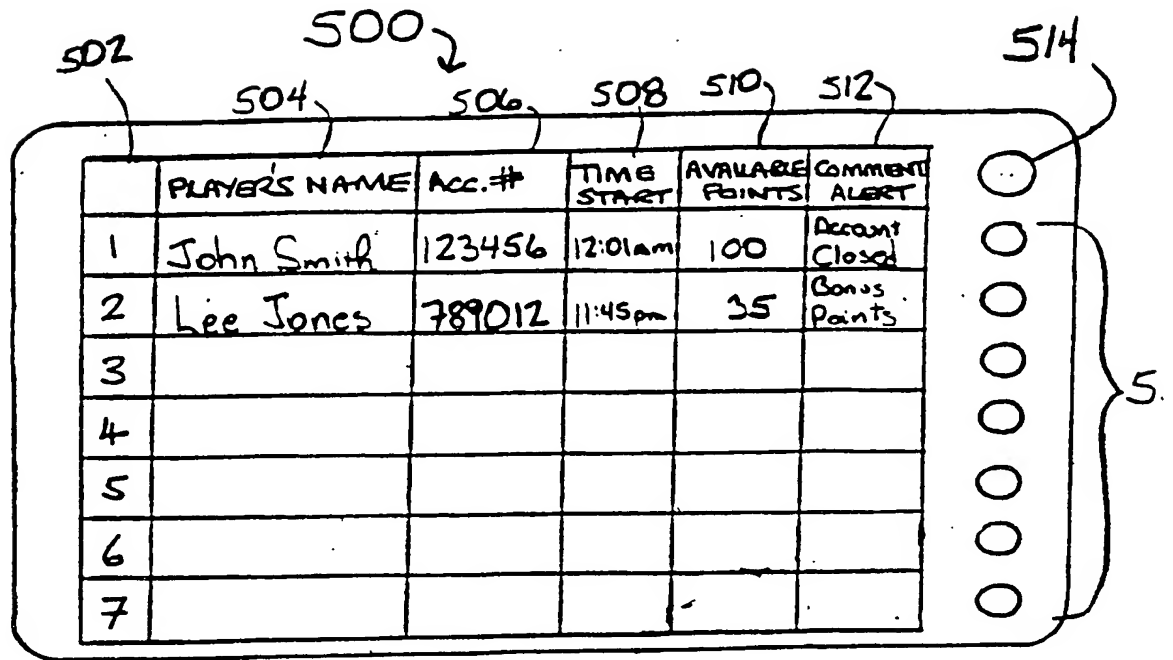 500
502
514
504 506 508 510 512
PLAYER'S NAME Acc.# TIME START AVAILABLE POINTS COMMENT ALERT
1 John Smith 123456 12:01am 100 Account Closed
2 Lee Jones 789012 11:45pm 35 Bonus Points
3
4
5.
5
6
7